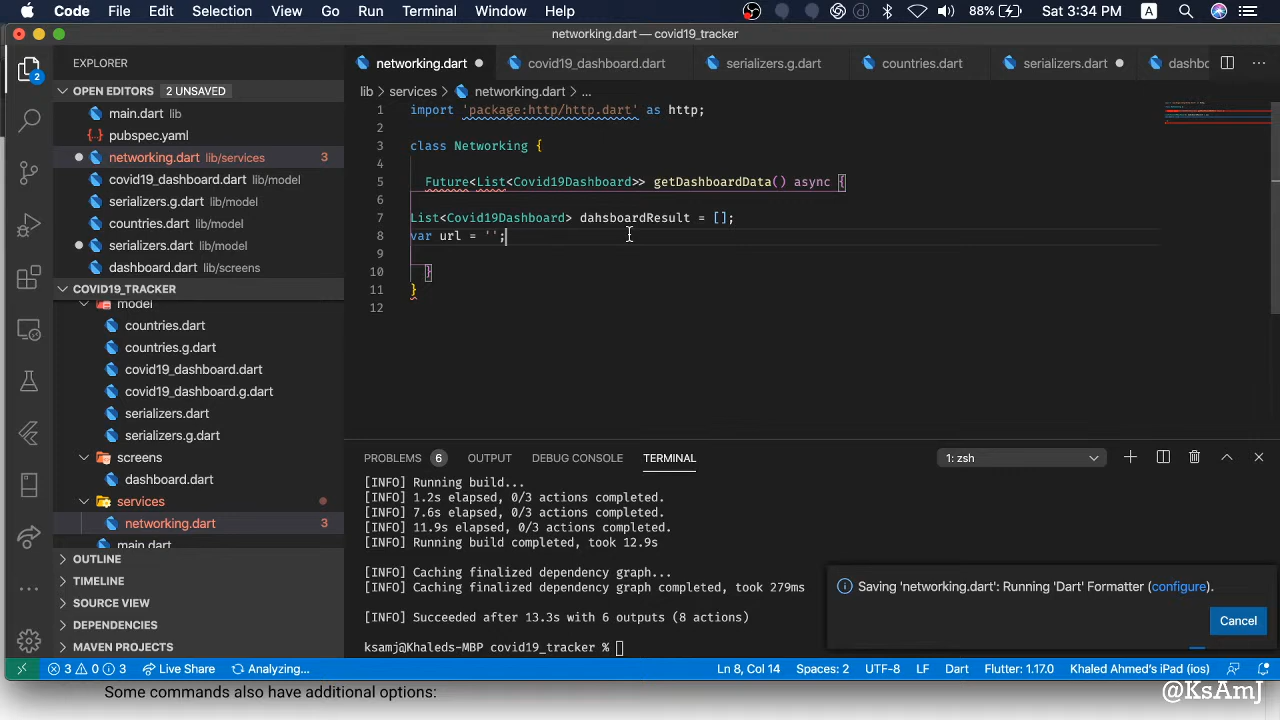 Code File Edit Selection View Go Run Terminal Window Help 88% Sat 3:34 PM A
networking.dart — covid19_tracker
EXPLORER
networking.dart covid19_dashboard.dart serializers.g.dart countries.dart serializers.dart dashbo
OPEN EDITORS 2 UNSAVED
lib > services > networking.dart > ...
main.dart lib
pubspec.yaml
networking.dart lib/services 3
covid19_dashboard.dart lib/model
serializers.g.dart lib/model
countries.dart lib/model
serializers.dart lib/model
dashboard.dart lib/screens
2
COVID19_TRACKER
model
countries.dart
countries.g.dart
covid19_dashboard.dart
covid19_dashboard.g.dart
serializers.dart
serializers.g.dart
screens
dashboard.dart
services
networking.dart 3
main.dart
OUTLINE
TIMELINE
SOURCE VIEW
DEPENDENCIES
MAVEN PROJECTS
1 import 'package:http/http.dart' as http;
2
3 class Networking {
4
5 Future<List<Covid19Dashboard>> getDashboardData() async {
6
7 List<Covid19Dashboard> dahsboardResult = [];
8 var url = '';
9
10 }
11 }
12
PROBLEMS 6 OUTPUT DEBUG CONSOLE TERMINAL 1: zsh
[INFO] Running build...
[INFO] 1.2s elapsed, 0/3 actions completed.
[INFO] 7.6s elapsed, 0/3 actions completed.
[INFO] 11.9s elapsed, 0/3 actions completed.
[INFO] Running build completed, took 12.9s
[INFO] Caching finalized dependency graph...
[INFO] Caching finalized dependency graph completed, took 279ms
[INFO] Succeeded after 13.3s with 6 outputs (8 actions)
ksamj@Khaleds-MBP covid19_tracker %
Saving 'networking.dart': Running 'Dart' Formatter (configure).
Cancel
3 0 3 Live Share Analyzing... Ln 8, Col 14 Spaces: 2 UTF-8 LF Dart Flutter: 1.17.0 Khaled Ahmed's iPad (ios)
Some commands also have additional options:
@KsAmJ